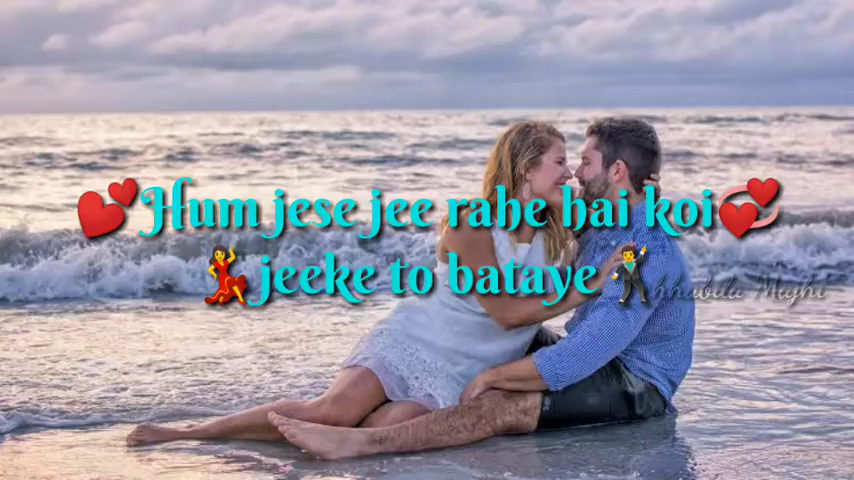 💕Hum jese jee rahe hai koi💞
💃jeeke to bataye🕺